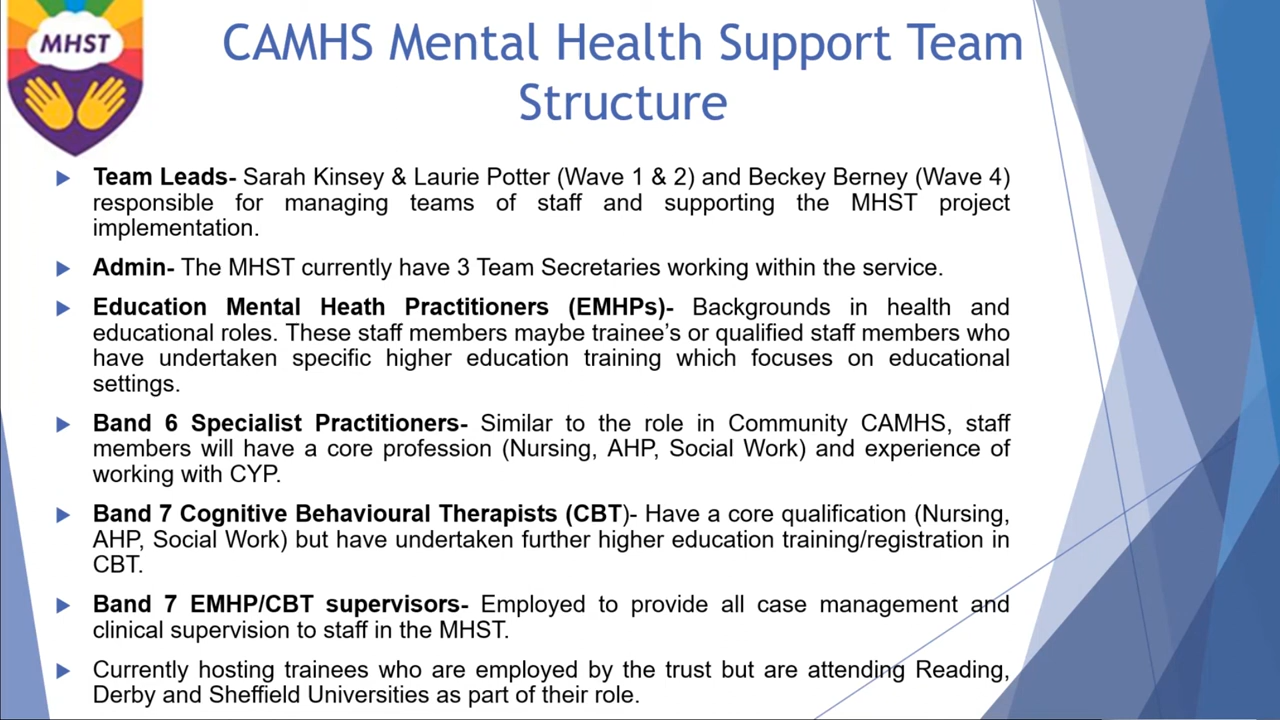 MHST
CAMHS Mental Health Support Team
Structure
Team Leads- Sarah Kinsey & Laurie Potter (Wave 1 & 2) and Beckey Berney (Wave 4)
responsible for managing teams of staff and supporting the MHST project
implementation.
Admin- The MHST currently have 3 Team Secretaries working within the service.
Education Mental Heath Practitioners (EMHPs)- Backgrounds in health and
educational roles. These staff members maybe trainee’s or qualified staff members who
have undertaken specific higher education training which focuses on educational
settings.
Band 6 Specialist Practitioners- Similar to the role in Community CAMHS, staff
members will have a core profession (Nursing, AHP, Social Work) and experience of
working with CYP.
Band 7 Cognitive Behavioural Therapists (CBT)- Have a core qualification (Nursing,
AHP, Social Work) but have undertaken further higher education training/registration in
CBT.
Band 7 EMHP/CBT supervisors- Employed to provide all case management and
clinical supervision to staff in the MHST.
Currently hosting trainees who are employed by the trust but are attending Reading,
Derby and Sheffield Universities as part of their role.